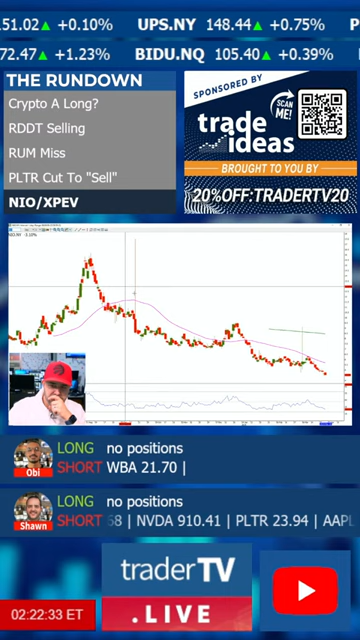 151.02▲ +0.10% UPS.NY 148.44▲ +0.75% P
72.47▲ +1.23% BIDU.NQ 105.40▲ +0.39%
THE RUNDOWN
Crypto A Long?
RDDT Selling
RUM Miss
PLTR Cut To "Sell"
NIO/XPEV
SPONSORED BY
SCAN ME!
trade ideas
BROUGHT TO YOU BY
20%OFF:TRADERTV20
LONG no positions
SHORT WBA 21.70 |
Obi
LONG no positions
SHORT 68 | NVDA 910.41 | PLTR 23.94 | AAPL
Shawn
traderTV
.LIVE
02:22:33 ET